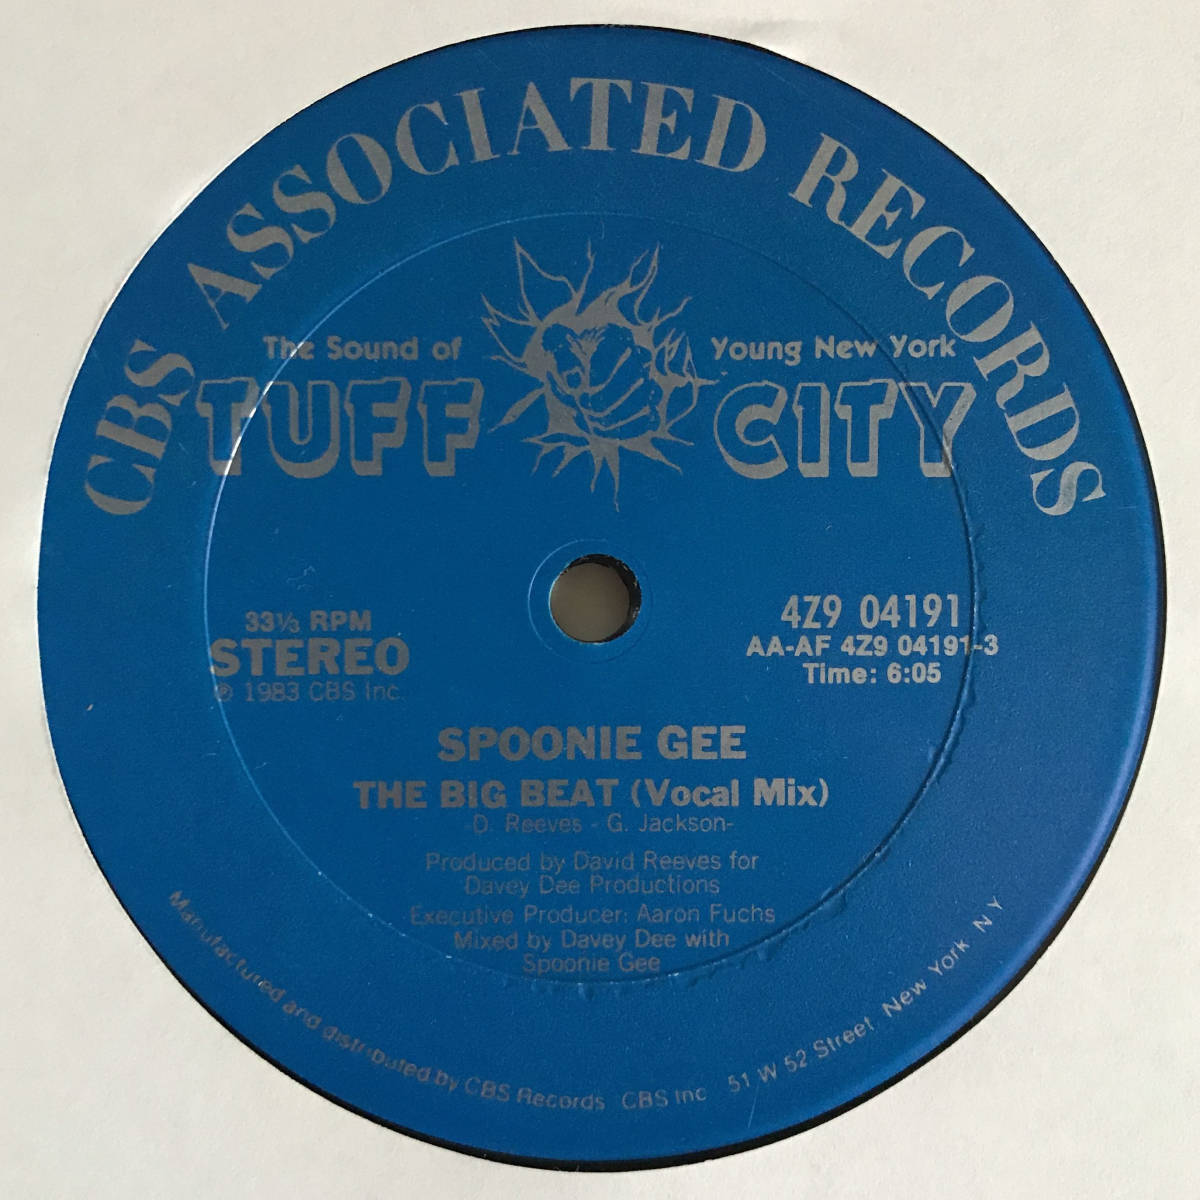 CBS ASSOCIATED RECORDS
The Sound of Young New York
TUFF CITY
33⅓ RPM
STEREO
℗ 1983 CBS Inc.
4Z9 04191
AA-AF 4Z9 04191-3
Time: 6:05
SPOONIE GEE
THE BIG BEAT (Vocal Mix)
-D. Reeves - G. Jackson-
Produced by David Reeves for
Davey Dee Productions
Executive Producer: Aaron Fuchs
Mixed by Davey Dee with
Spoonie Gee
Manufactured and distributed by CBS Records CBS Inc 51 W 52 Street New York NY